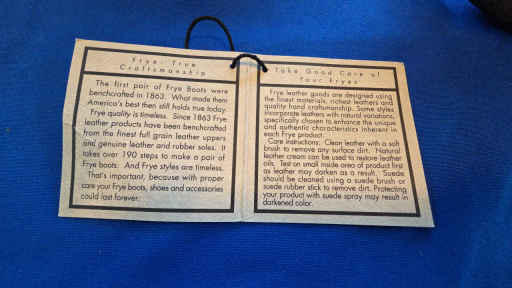 Frye: True
Craftsmanship
The first pair of Frye Boots were
benchcrafted in 1863. What made them
America's best then still holds true today.
Frye quality is timeless. Since 1863 Frye
leather products have been benchcrafted
from the finest full grain leather uppers
and genuine leather and rubber soles. It
takes over 190 steps to make a pair of
Frye boots. And Frye styles are timeless.
That's important, because with proper
care your Frye boots, shoes and accessories
could last forever.
Take Good Care of
Your Fryes
Frye leather goods are designed using
the finest materials, richest leathers and
quality hand craftsmanship. Some styles
incorporate leathers with natural variations,
specifically chosen to enhance the unique
and authentic characteristics inherent in
each Frye product.
Care Instructions: Clean leather with a soft
brush to remove any surface dirt. Natural
leather cream can be used to restore leather
oils. Test on small inside area of product first
as leather may darken as a result. Suede
should be cleaned using a suede brush or
suede rubber stick to remove dirt. Protecting
your product with suede spray may result in
darkened color.